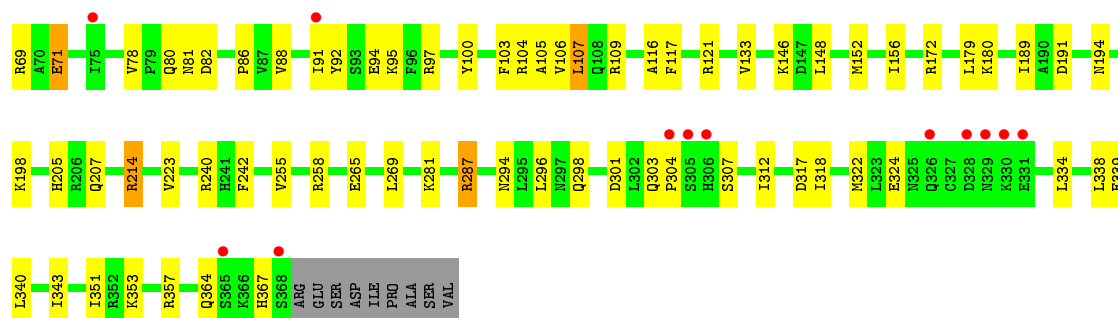 R69 A70 E71 I75 V78 P79 Q80 N81 D82 P86 V87 V88 I91 Y92 S93 E94 K95 F96 R97 Y100 F103 R104 A105 V106 L107 Q108 R109 A116 F117 R121 V133 K146 D147 L148 M152 I156 R172 L179 K180 I189 A190 D191 N194
K198 H205 R206 Q207 R214 V223 R240 H241 F242 V255 R258 E265 L269 K281 R287 N294 L295 L296 N297 Q298 D301 L302 Q303 P304 S305 H306 S307 I312 D317 I318 M322 L323 E324 N325 Q326 C327 D328 N329 K330 E331 L334 L338 E339
L340 I343 I351 R352 K353 R357 Q364 S365 K366 H367 S368 ARG GLU SER ASP ILE PRO ALA SER VAL